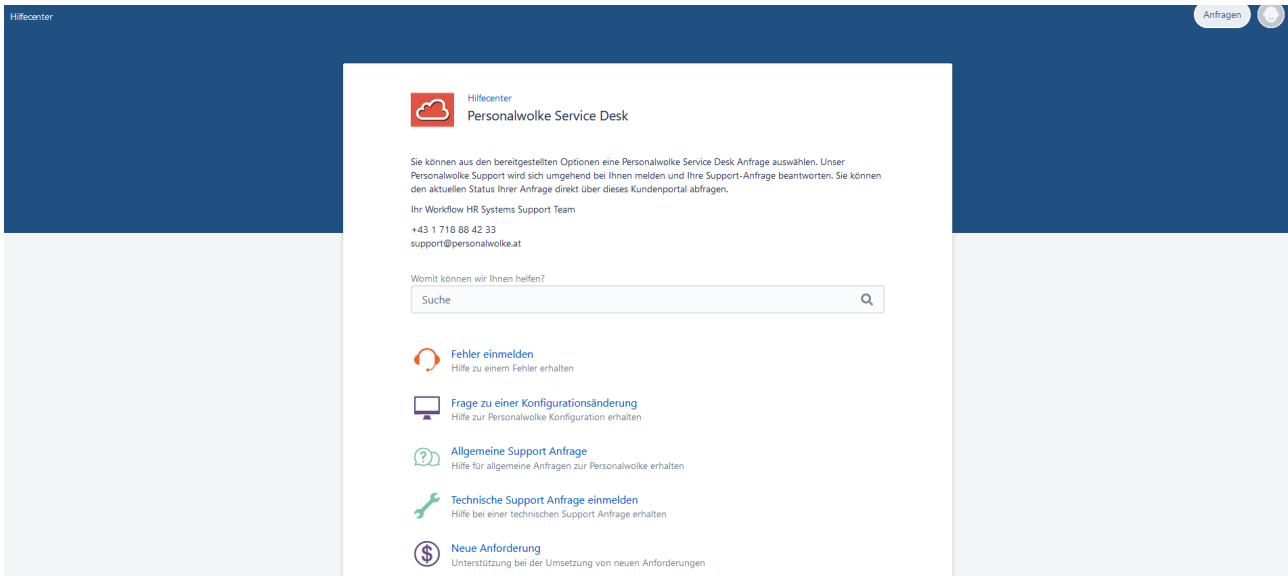 Hilfecenter
Anfragen
Hilfecenter
Personalwolke Service Desk
Sie können aus den bereitgestellten Optionen eine Personalwolke Service Desk Anfrage auswählen. Unser
Personalwolke Support wird sich umgehend bei Ihnen melden und Ihre Support-Anfrage beantworten. Sie können
den aktuellen Status Ihrer Anfrage direkt über dieses Kundenportal abfragen.
Ihr Workflow HR Systems Support Team
+43 1 718 88 42 33
support@personalwolke.at
Womit können wir Ihnen helfen?
Suche
Fehler einmelden
Hilfe zu einem Fehler erhalten
Frage zu einer Konfigurationsänderung
Hilfe zur Personalwolke Konfiguration erhalten
Allgemeine Support Anfrage
Hilfe für allgemeine Anfragen zur Personalwolke erhalten
Technische Support Anfrage einmelden
Hilfe bei einer technischen Support Anfrage erhalten
Neue Anforderung
Unterstützung bei der Umsetzung von neuen Anforderungen